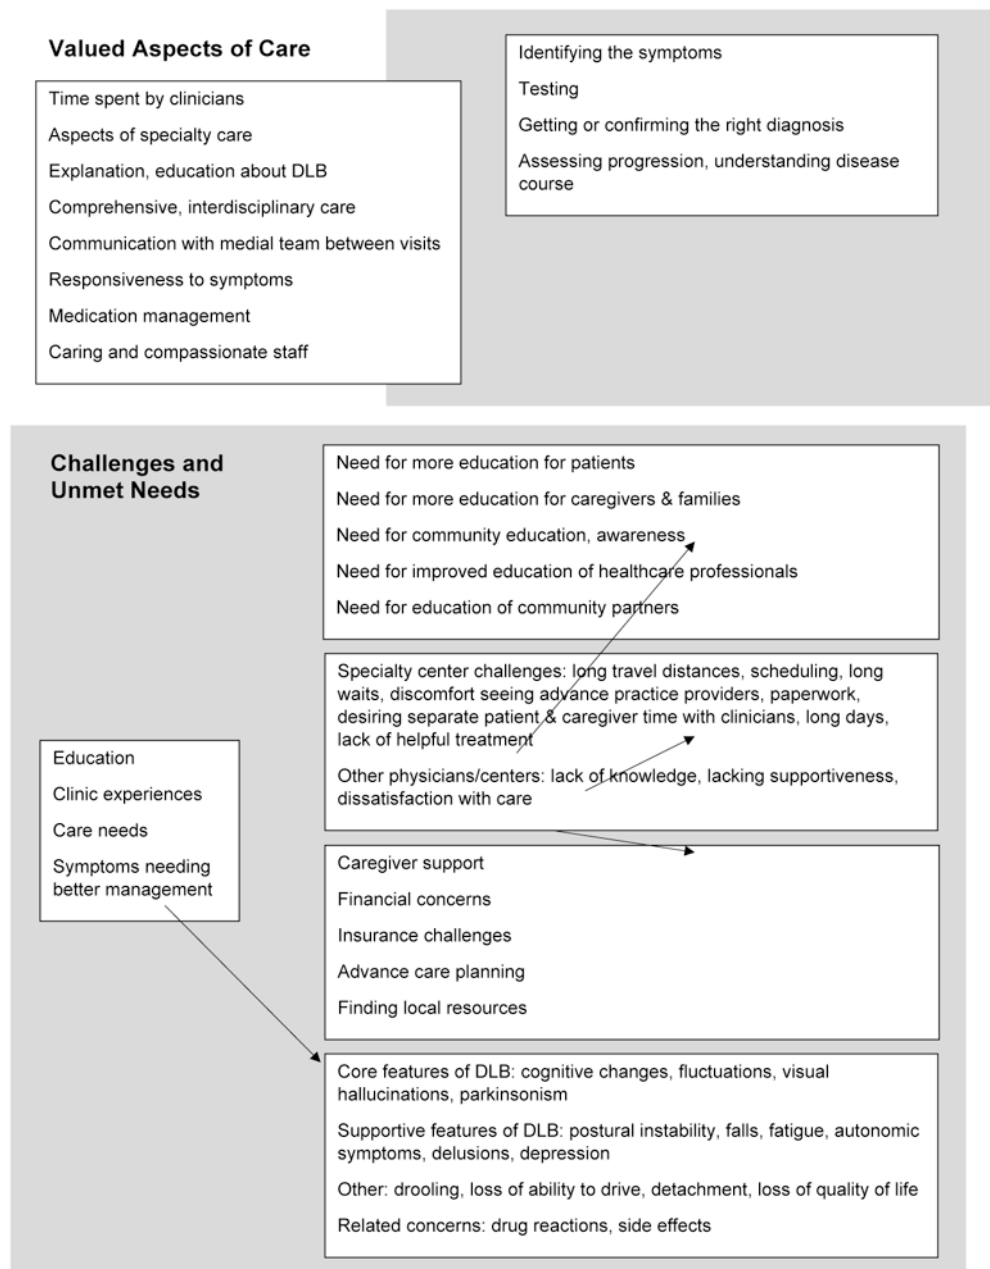 Valued Aspects of Care
Time spent by clinicians
Aspects of specialty care
Explanation, education about DLB
Comprehensive, interdisciplinary care
Communication with medial team between visits
Responsiveness to symptoms
Medication management
Caring and compassionate staff
Identifying the symptoms
Testing
Getting or confirming the right diagnosis
Assessing progression, understanding disease
course
Challenges and
Unmet Needs
Education
Clinic experiences
Care needs
Symptoms needing
better management
Need for more education for patients
Need for more education for caregivers & families
Need for community education, awareness
Need for improved education of healthcare professionals
Need for education of community partners
Specialty center challenges: long travel distances, scheduling, long
waits, discomfort seeing advance practice providers, paperwork,
desiring separate patient & caregiver time with clinicians, long days,
lack of helpful treatment
Other physicians/centers: lack of knowledge, lacking supportiveness,
dissatisfaction with care
Caregiver support
Financial concerns
Insurance challenges
Advance care planning
Finding local resources
Core features of DLB: cognitive changes, fluctuations, visual
hallucinations, parkinsonism
Supportive features of DLB: postural instability, falls, fatigue, autonomic
symptoms, delusions, depression
Other: drooling, loss of ability to drive, detachment, loss of quality of life
Related concerns: drug reactions, side effects